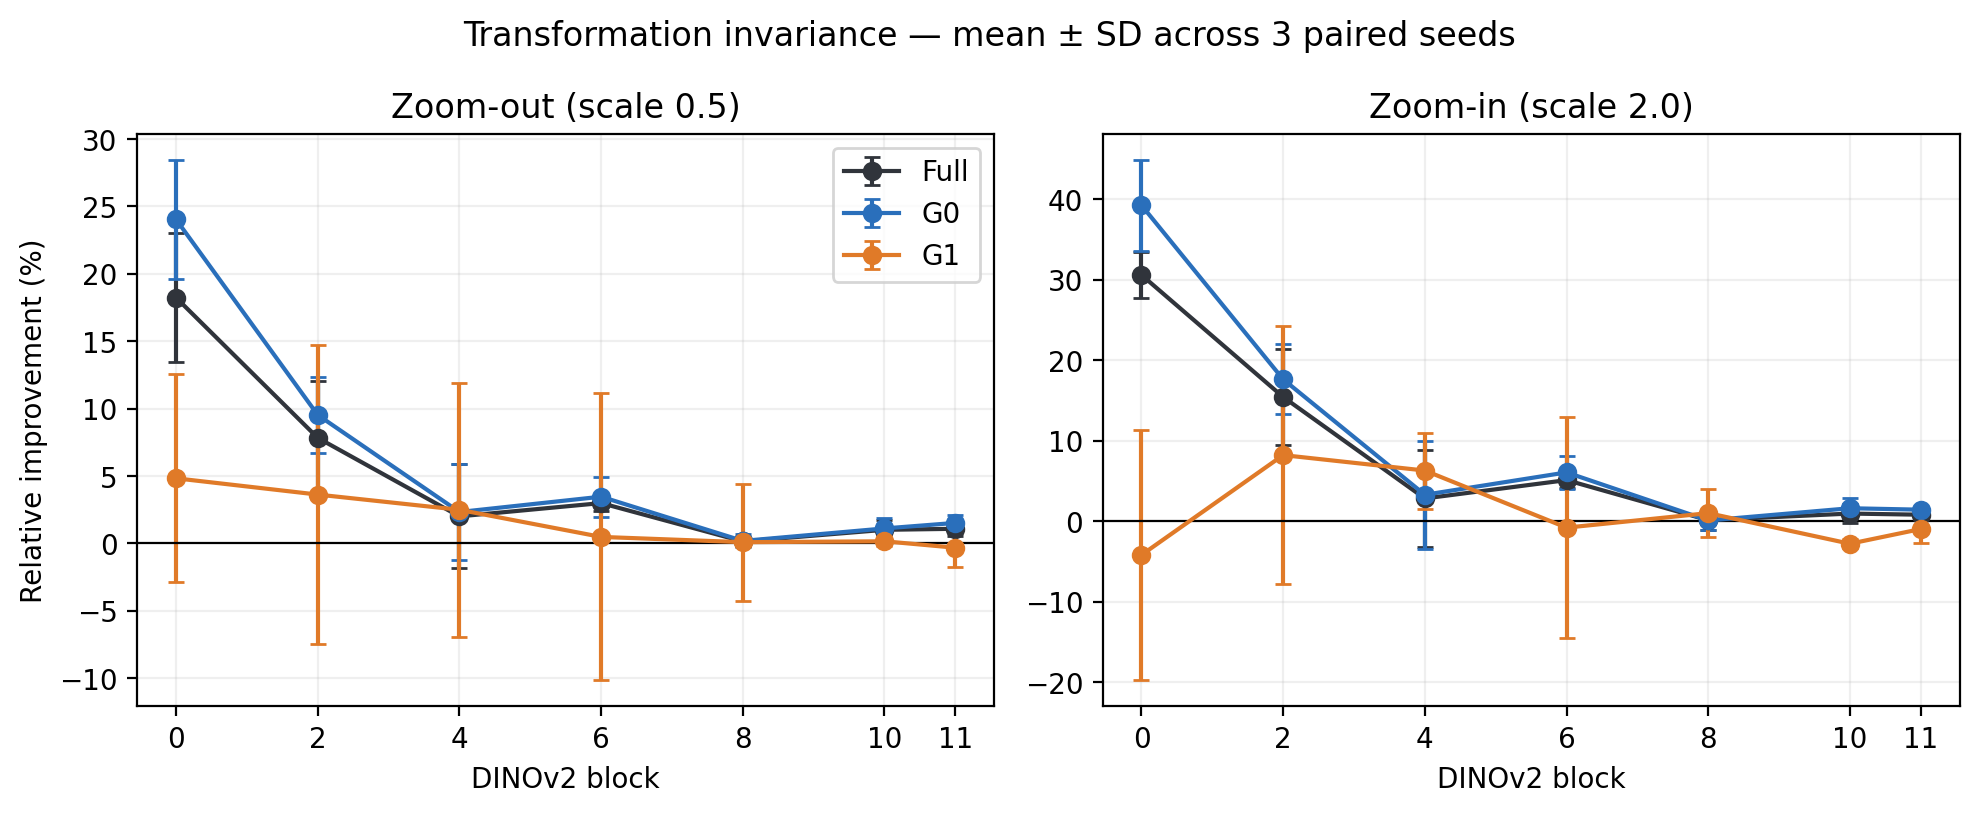 Transformation invariance — mean ± SD across 3 paired seeds
Zoom-out (scale 0.5)
30
25
20
15
10
5
0
−5
−10
Relative improvement (%)
Full
G0
G1
0 2 4 6 8 10 11
DINOv2 block
Zoom-in (scale 2.0)
40
30
20
10
0
−10
−20
0 2 4 6 8 10 11
DINOv2 block